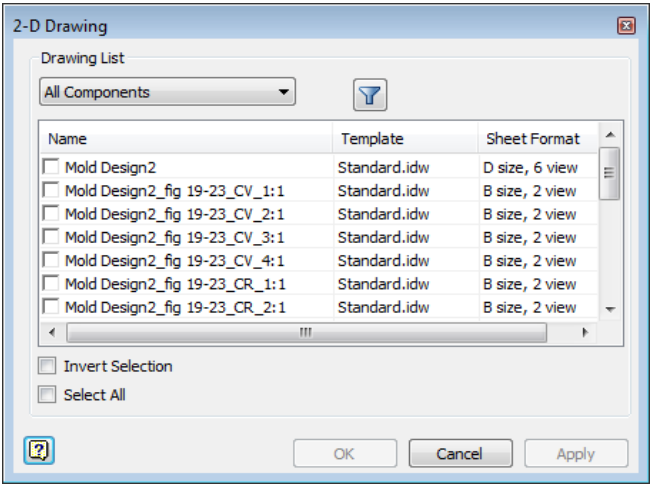 2-D Drawing
Drawing List
All Components
Name Template Sheet Format
Mold Design2 Standard.idw D size, 6 view
Mold Design2_fig 19-23_CV_1:1 Standard.idw B size, 2 view
Mold Design2_fig 19-23_CV_2:1 Standard.idw B size, 2 view
Mold Design2_fig 19-23_CV_3:1 Standard.idw B size, 2 view
Mold Design2_fig 19-23_CV_4:1 Standard.idw B size, 2 view
Mold Design2_fig 19-23_CR_1:1 Standard.idw B size, 2 view
Mold Design2_fig 19-23_CR_2:1 Standard.idw B size, 2 view
Invert Selection
Select All
? OK Cancel Apply